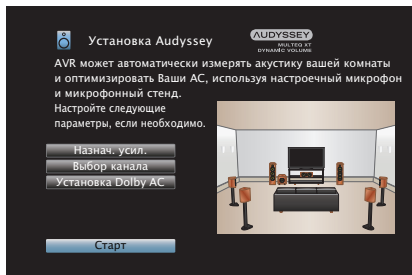 Установка Audyssey
AUDYSSEY
MULTEQ XT
DYNAMIC VOLUME
AVR может автоматически измерять акустику вашей комнаты
и оптимизировать Ваши АС, используя настроечный микрофон
и микрофонный стенд.
Настройте следующие
параметры, если необходимо.
Назнач. усил.
Выбор канала
Установка Dolby АС
Старт